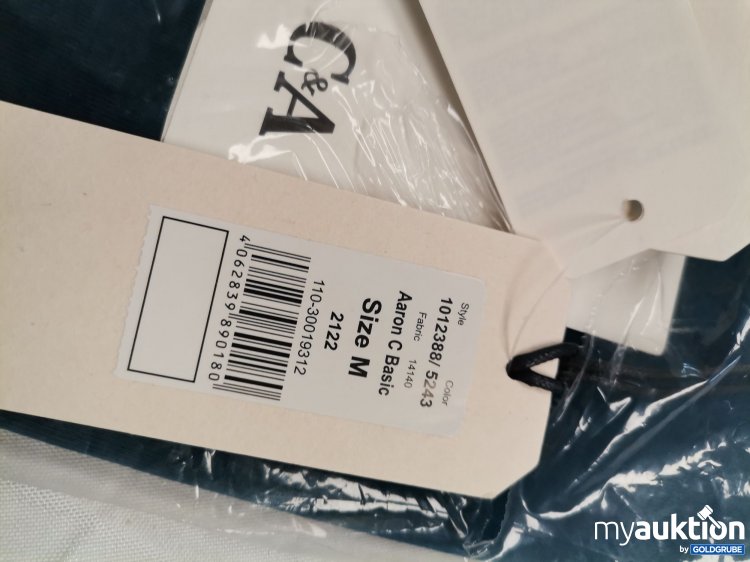 C&A
Style Color
1012388/ 5243
Fabric 14140
Aaron C Basic
Size M
2122
110-30019312
4062839890180
myauktion
by GOLDGRUBE